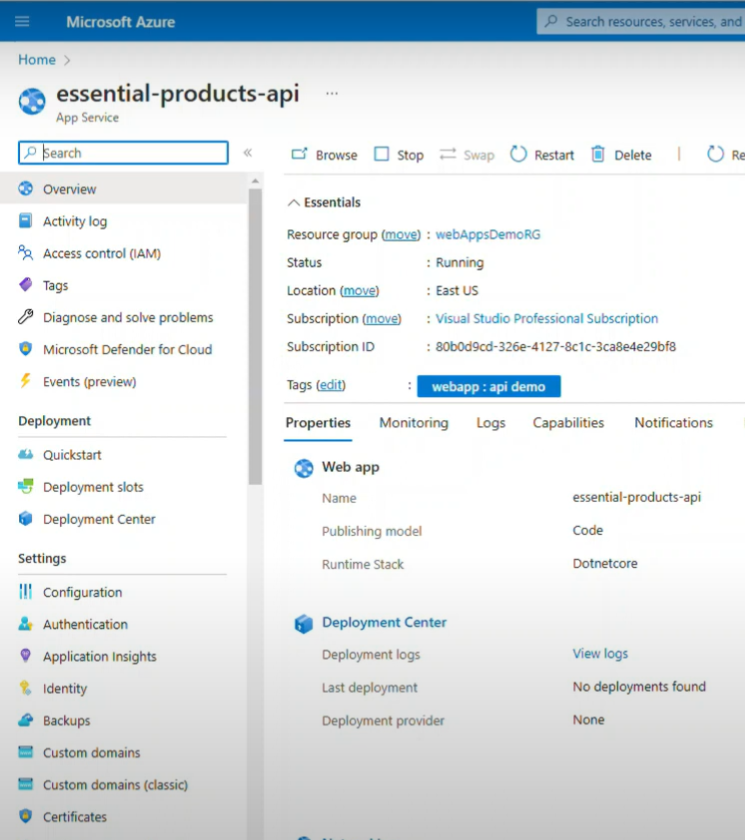 Microsoft Azure
Search resources, services, and
Home >
essential-products-api ...
App Service
Search «
Browse Stop Swap Restart Delete | Re
Overview
Activity log
Access control (IAM)
Tags
Diagnose and solve problems
Microsoft Defender for Cloud
Events (preview)
Deployment
Quickstart
Deployment slots
Deployment Center
Settings
Configuration
Authentication
Application Insights
Identity
Backups
Custom domains
Custom domains (classic)
Certificates
Essentials
Resource group (move) : webAppsDemoRG
Status : Running
Location (move) : East US
Subscription (move) : Visual Studio Professional Subscription
Subscription ID : 80b0d9cd-326e-4127-8c1c-3ca8e4e29bf8
Tags (edit) : webapp : api demo
Properties Monitoring Logs Capabilities Notifications
Web app
Name essential-products-api
Publishing model Code
Runtime Stack Dotnetcore
Deployment Center
Deployment logs View logs
Last deployment No deployments found
Deployment provider None